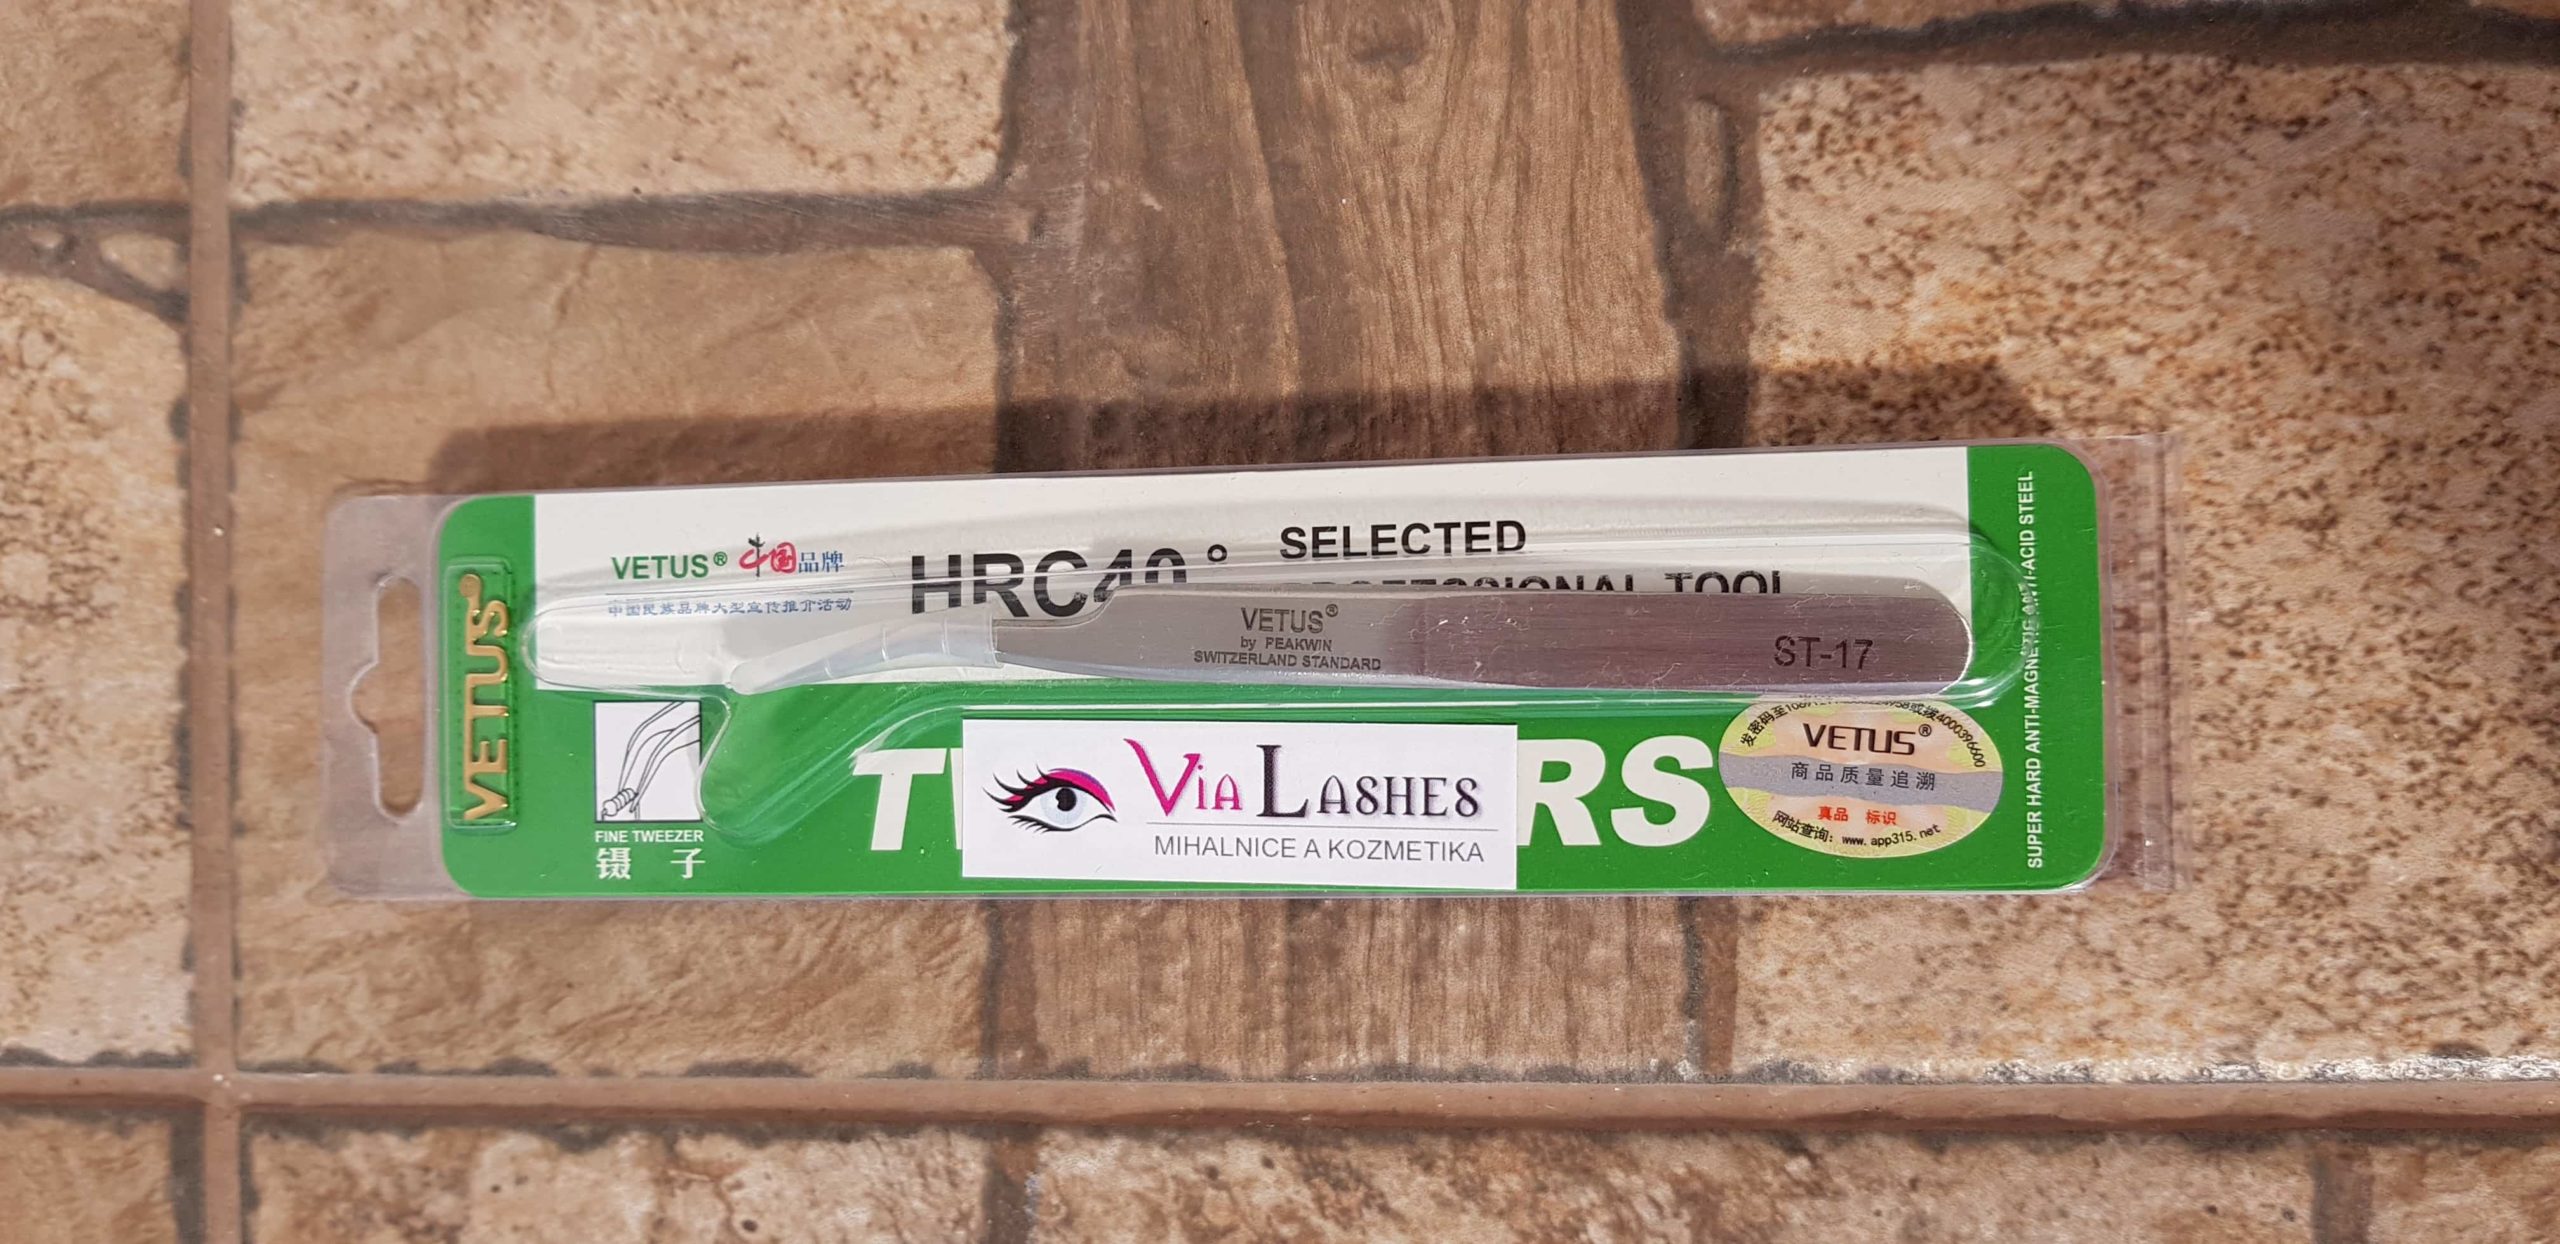 VETUS®
VETUS® 中国品牌
中国民族品牌大型宣传推介活动
HRC40°
SELECTED
PROFESSIONAL TOOL
VETUS®
by PEAKWIN
SWITZERLAND STANDARD
ST-17
FINE TWEEZER
镊 子
T
RS
VIA LASHES
MIHALNICE A KOZMETIKA
VETUS®
商品质量追溯
真品 标识
网站查询: www.app315.net
SUPER HARD ANTI-MAGNETIC ANTI-ACID STEEL